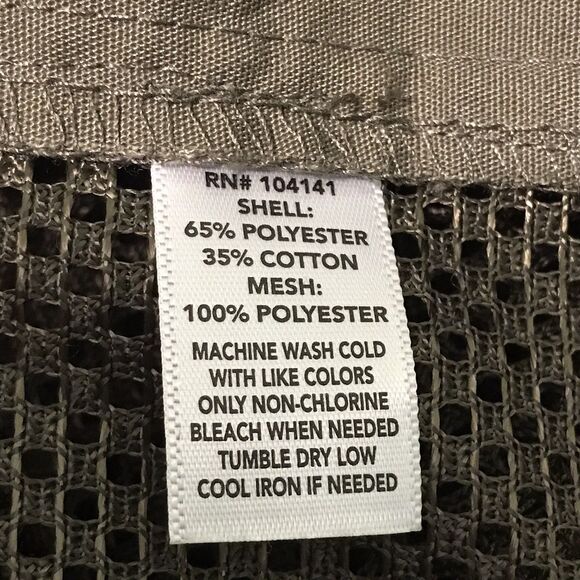 RN# 104141
SHELL:
65% POLYESTER
35% COTTON
MESH:
100% POLYESTER
MACHINE WASH COLD
WITH LIKE COLORS
ONLY NON-CHLORINE
BLEACH WHEN NEEDED
TUMBLE DRY LOW
COOL IRON IF NEEDED